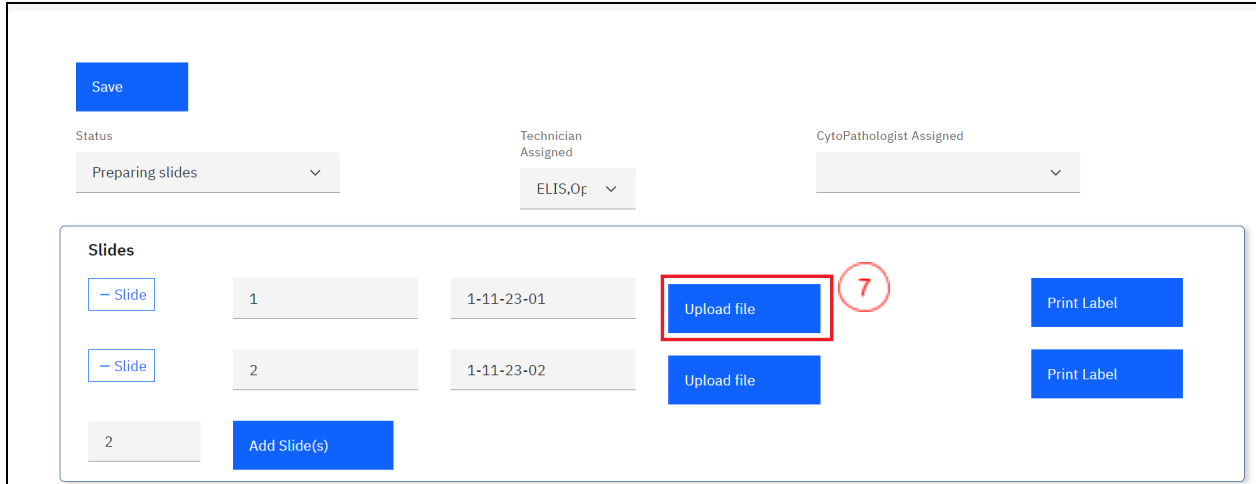 Save
Status
Technician
Assigned
CytoPathologist Assigned
Preparing slides
ELIS,Op
Slides
− Slide
1
1-11-23-01
Upload file
7
Print Label
− Slide
2
1-11-23-02
Upload file
Print Label
2
Add Slide(s)